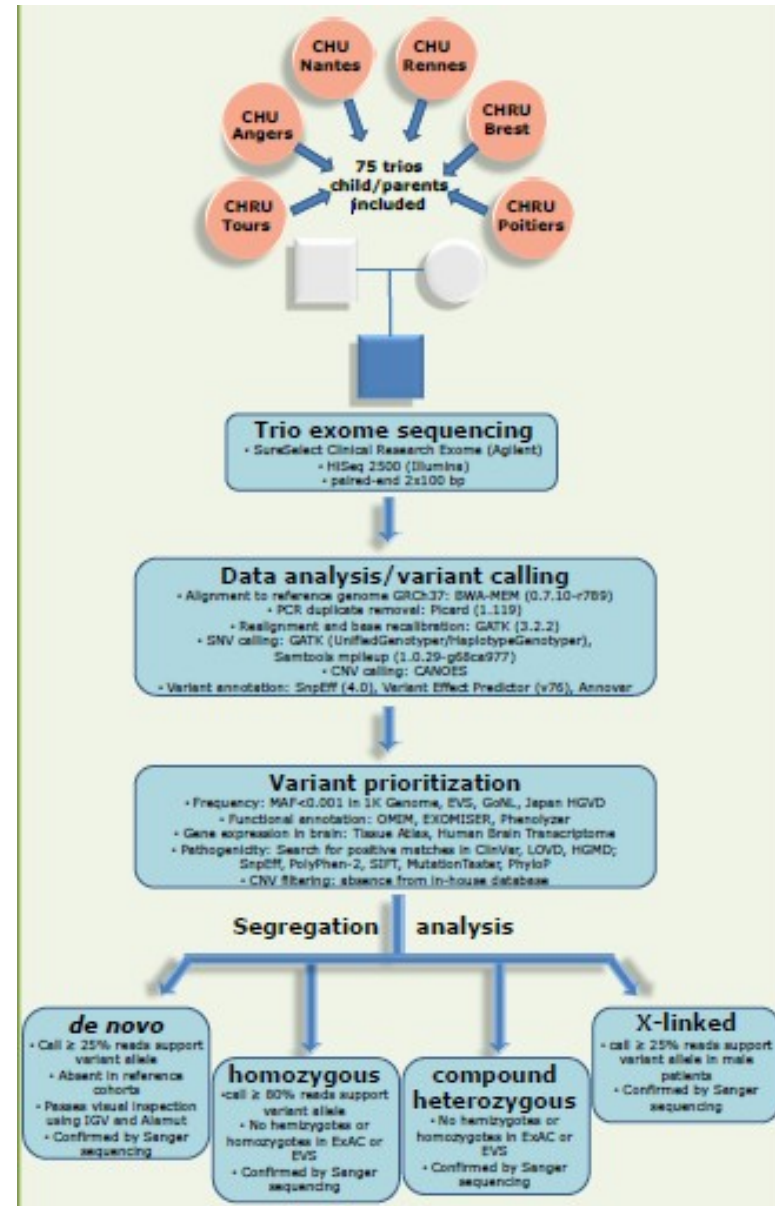 CHU
Nantes
CHU
Rennes
CHU
Angers
CHRU
Brest
75 trios
child/parents
included
CHRU
Tours
CHRU
Poitiers
Trio exome sequencing
• SureSelect Clinical Research Exome (Agilent)
• HiSeq 2500 (Illumina)
• paired-end 2x100 bp
Data analysis/variant calling
• Alignment to reference genome GRCh37: BWA-MEM (0.7.10-r789)
• PCR duplicate removal: Picard (1.119)
• Realignment and base recalibration: GATK (3.2.2)
• SNV calling: GATK (UnifiedGenotyper/HaplotypeGenotyper),
Samtools mpileup (1.0.29-g68ca977)
• CNV calling: CANOES
• Variant annotation: SnpEff (4.0), Variant Effect Predictor (v76), Annovar
Variant prioritization
• Frequency: MAF<0.001 in 1K Genome, EVS, GoNL, Japan HGVD
• Functional annotation: OMIM, EXOMISER, Phenolyzer
• Gene expression in brain: Tissue Atlas, Human Brain Transcriptome
• Pathogenicity: Search for positive matches in ClinVar, LOVD, HGMD;
SnpEff, PolyPhen-2, SIFT, MutationTaster, PhyloP
• CNV filtering: absence from in-house database
Segregation analysis
de novo
• Call ≥ 25% reads support
variant allele
• Absent in reference
cohorts
• Passes visual inspection
using IGV and Alamut
• Confirmed by Sanger
sequencing
homozygous
•call ≥ 80% reads support
variant allele
• No hemizygotes or
homozygotes in ExAC or
EVS
• Confirmed by Sanger
sequencing
compound
heterozygous
• No hemizygotes or
homozygotes in ExAC or
EVS
• Confirmed by Sanger
sequencing
X-linked
• call ≥ 25% reads support
variant allele in male
patients
• Confirmed by Sanger
sequencing